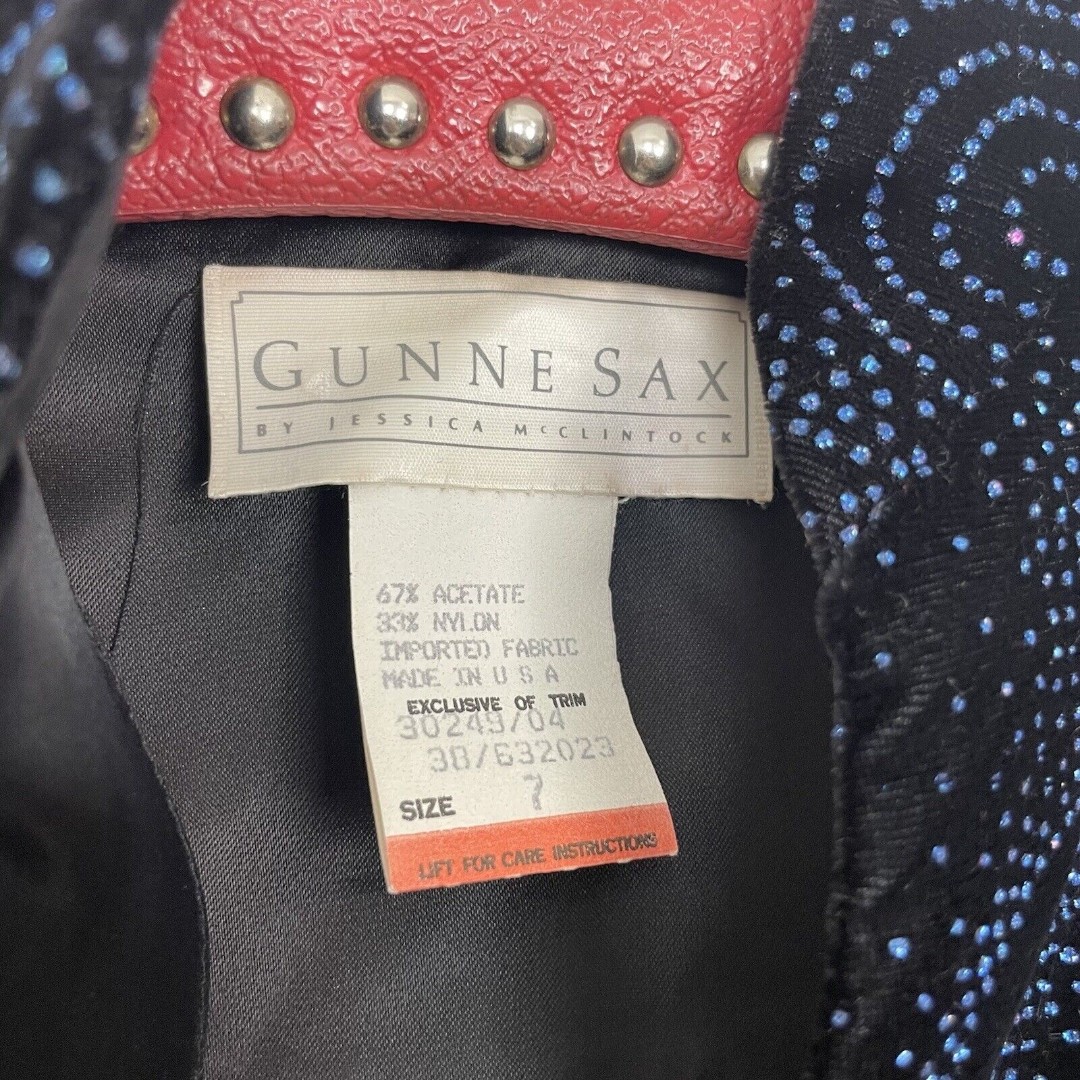 GUNNE SAX
BY JESSICA McCLINTOCK
67% ACETATE
33% NYLON
IMPORTED FABRIC
MADE IN U S A
EXCLUSIVE OF TRIM
30249/04
3B/632023
SIZE 7
LIFT FOR CARE INSTRUCTIONS